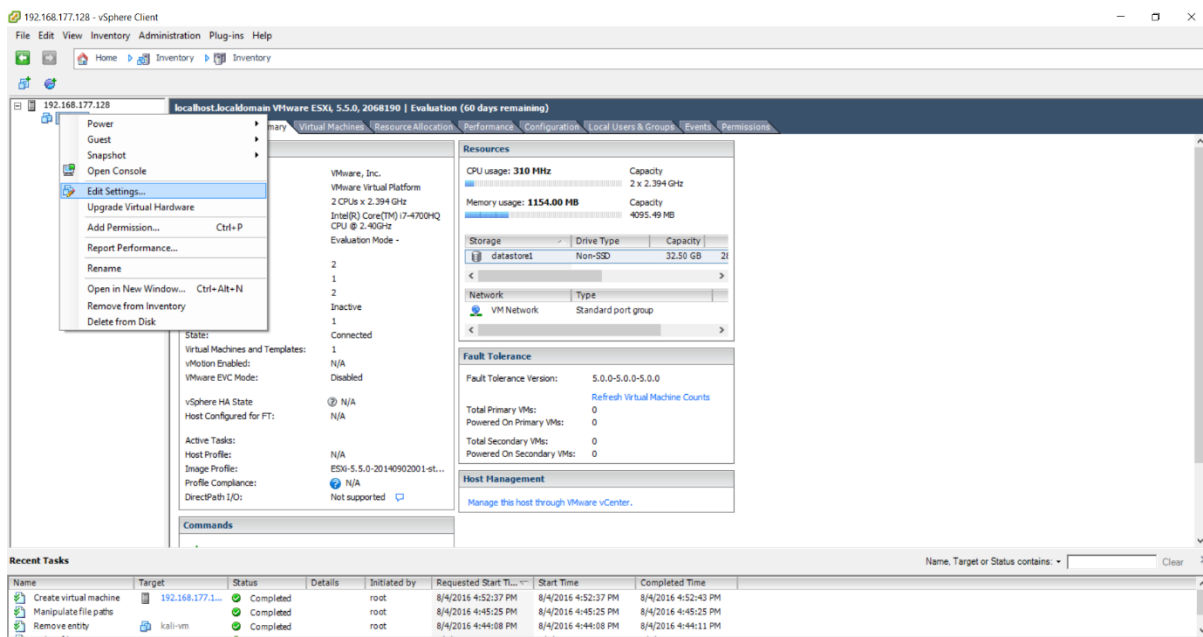 192.168.177.128 - vSphere Client
File Edit View Inventory Administration Plug-ins Help
Home Inventory Inventory
192.168.177.128
localhost.localdomain VMware ESXi, 5.5.0, 2068190 | Evaluation (60 days remaining)
Virtual Machines Resource Allocation Performance Configuration Local Users & Groups Events Permissions
Power
Guest
Snapshot
Open Console
Edit Settings...
Upgrade Virtual Hardware
Add Permission... Ctrl+P
Report Performance...
Rename
Open in New Window... Ctrl+Alt+N
Remove from Inventory
Delete from Disk
VMware, Inc.
VMware Virtual Platform
2 CPUs x 2.394 GHz
Intel(R) Core(TM) i7-4700HQ
CPU @ 2.40GHz
Evaluation Mode -
2
1
2
Inactive
1
State: Connected
Virtual Machines and Templates: 1
vMotion Enabled: N/A
VMware EVC Mode: Disabled
vSphere HA State N/A
Host Configured for FT: N/A
Active Tasks:
Host Profile: N/A
Image Profile: ESXi-5.5.0-20140902001-st...
Profile Compliance: N/A
DirectPath I/O: Not supported
Commands
Resources
CPU usage: 310 MHz Capacity
2 x 2.394 GHz
Memory usage: 1154.00 MB Capacity
4095.49 MB
Storage Drive Type Capacity
datastore1 Non-SSD 32.50 GB
Network Type
VM Network Standard port group
Fault Tolerance
Fault Tolerance Version: 5.0.0-5.0.0-5.0.0
Refresh Virtual Machine Counts
Total Primary VMs: 0
Powered On Primary VMs: 0
Total Secondary VMs: 0
Powered On Secondary VMs: 0
Host Management
Manage this host through VMware vCenter.
Recent Tasks Name, Target or Status contains: Clear
Name Target Status Details Initiated by Requested Start Ti... Start Time Completed Time
Create virtual machine 192.168.177.1... Completed root 8/4/2016 4:52:37 PM 8/4/2016 4:52:37 PM 8/4/2016 4:52:43 PM
Manipulate file paths Completed root 8/4/2016 4:45:25 PM 8/4/2016 4:45:25 PM 8/4/2016 4:45:25 PM
Remove entity kali-vm Completed root 8/4/2016 4:44:08 PM 8/4/2016 4:44:08 PM 8/4/2016 4:44:11 PM